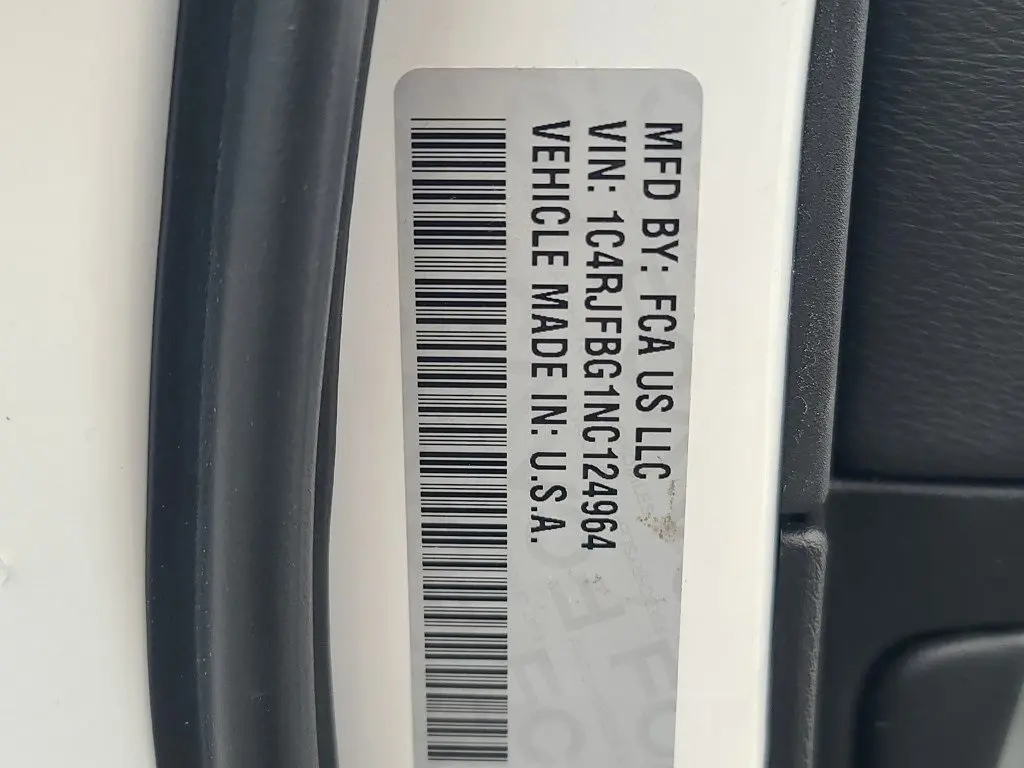 MFD BY: FCA US LLC
VIN: 1C4RJFBG1NC124964
VEHICLE MADE IN: U.S.A.